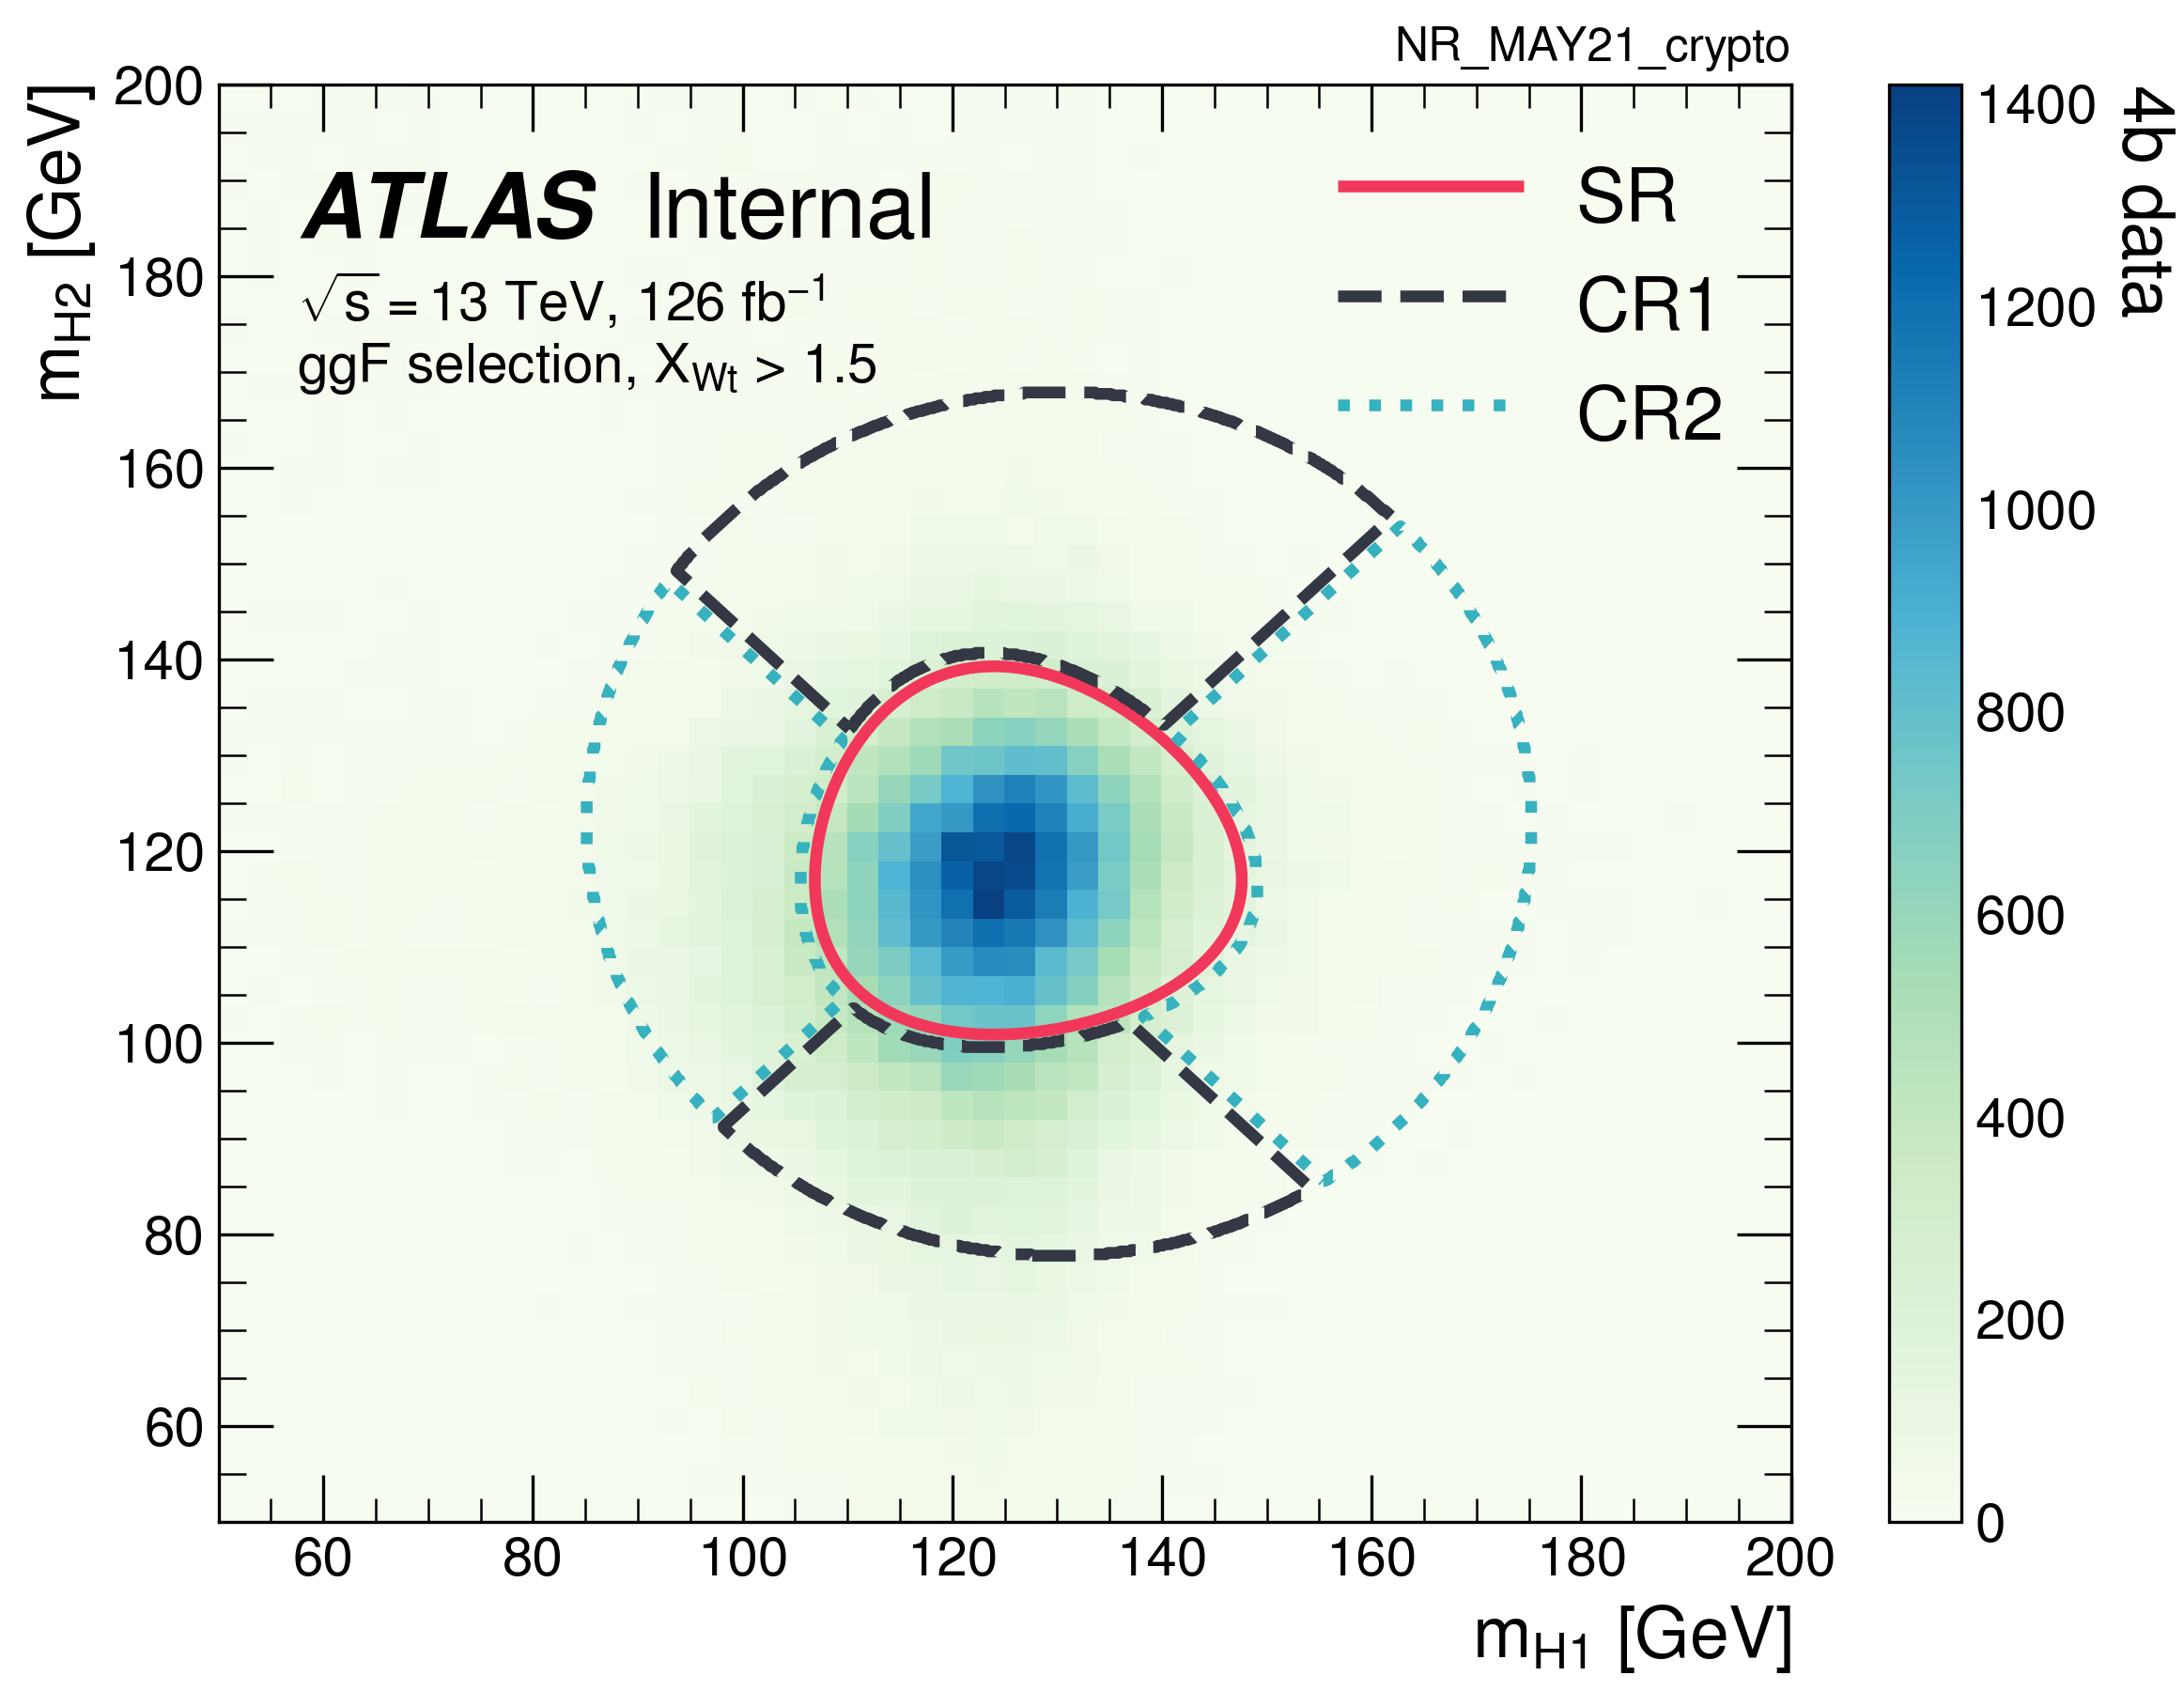 NR_MAY21_crypto
ATLAS Internal
√s = 13 TeV, 126 fb⁻¹
ggF selection, X_Wt > 1.5
SR
CR1
CR2
m_H2 [GeV]
200
180
160
140
120
100
80
60
60 80 100 120 140 160 180 200
m_H1 [GeV]
1400
1200
1000
800
600
400
200
0
4b data